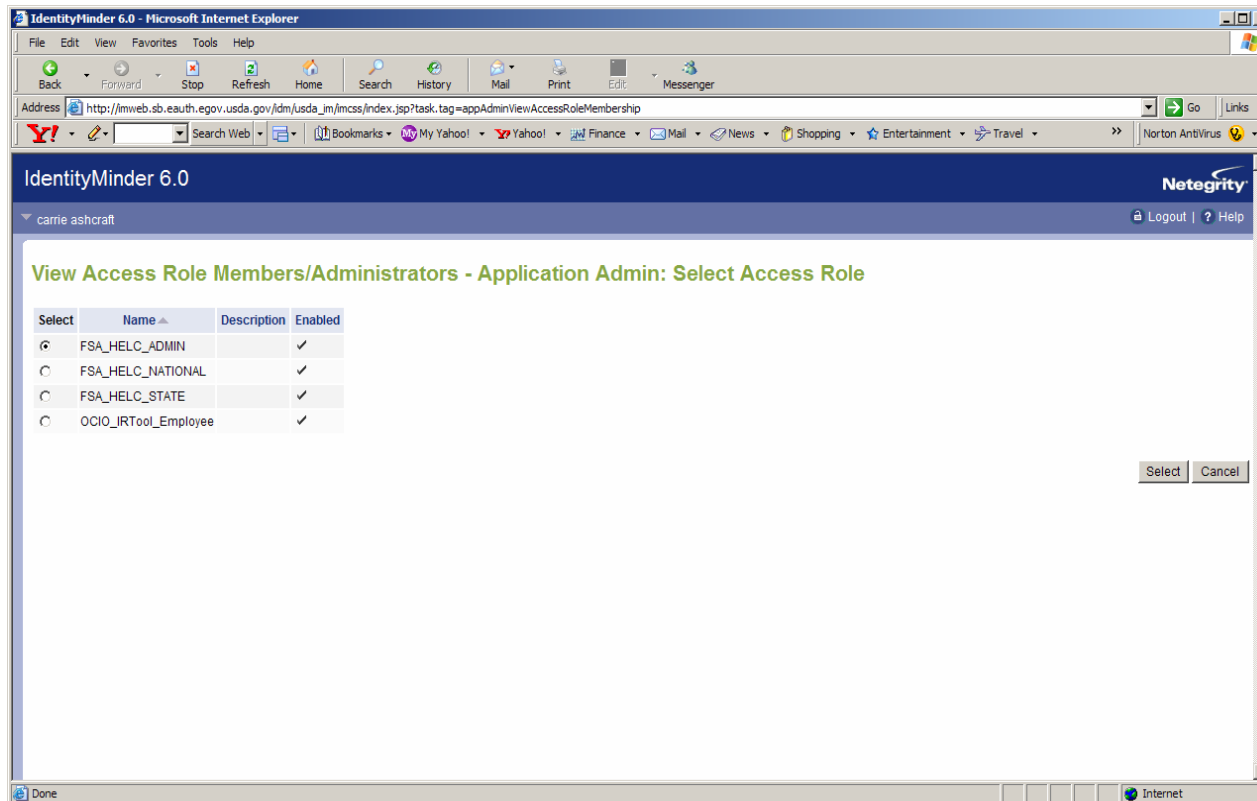 IdentityMinder 6.0 - Microsoft Internet Explorer
File Edit View Favorites Tools Help
Back Forward Stop Refresh Home Search History Mail Print Edit Messenger
Address http://imweb.sb.eauth.egov.usda.gov/idm/usda_im/imcss/index.jsp?task.tag=appAdminViewAccessRoleMembership Go Links
Y! Search Web Bookmarks My My Yahoo! Y? Yahoo! Finance Mail News Shopping Entertainment Travel >> Norton AntiVirus
IdentityMinder 6.0 Netegrity
carrie ashcraft Logout | ? Help
View Access Role Members/Administrators - Application Admin: Select Access Role
Select Name Description Enabled
FSA_HELC_ADMIN
FSA_HELC_NATIONAL
FSA_HELC_STATE
OCIO_IRTool_Employee
Select Cancel
Done Internet